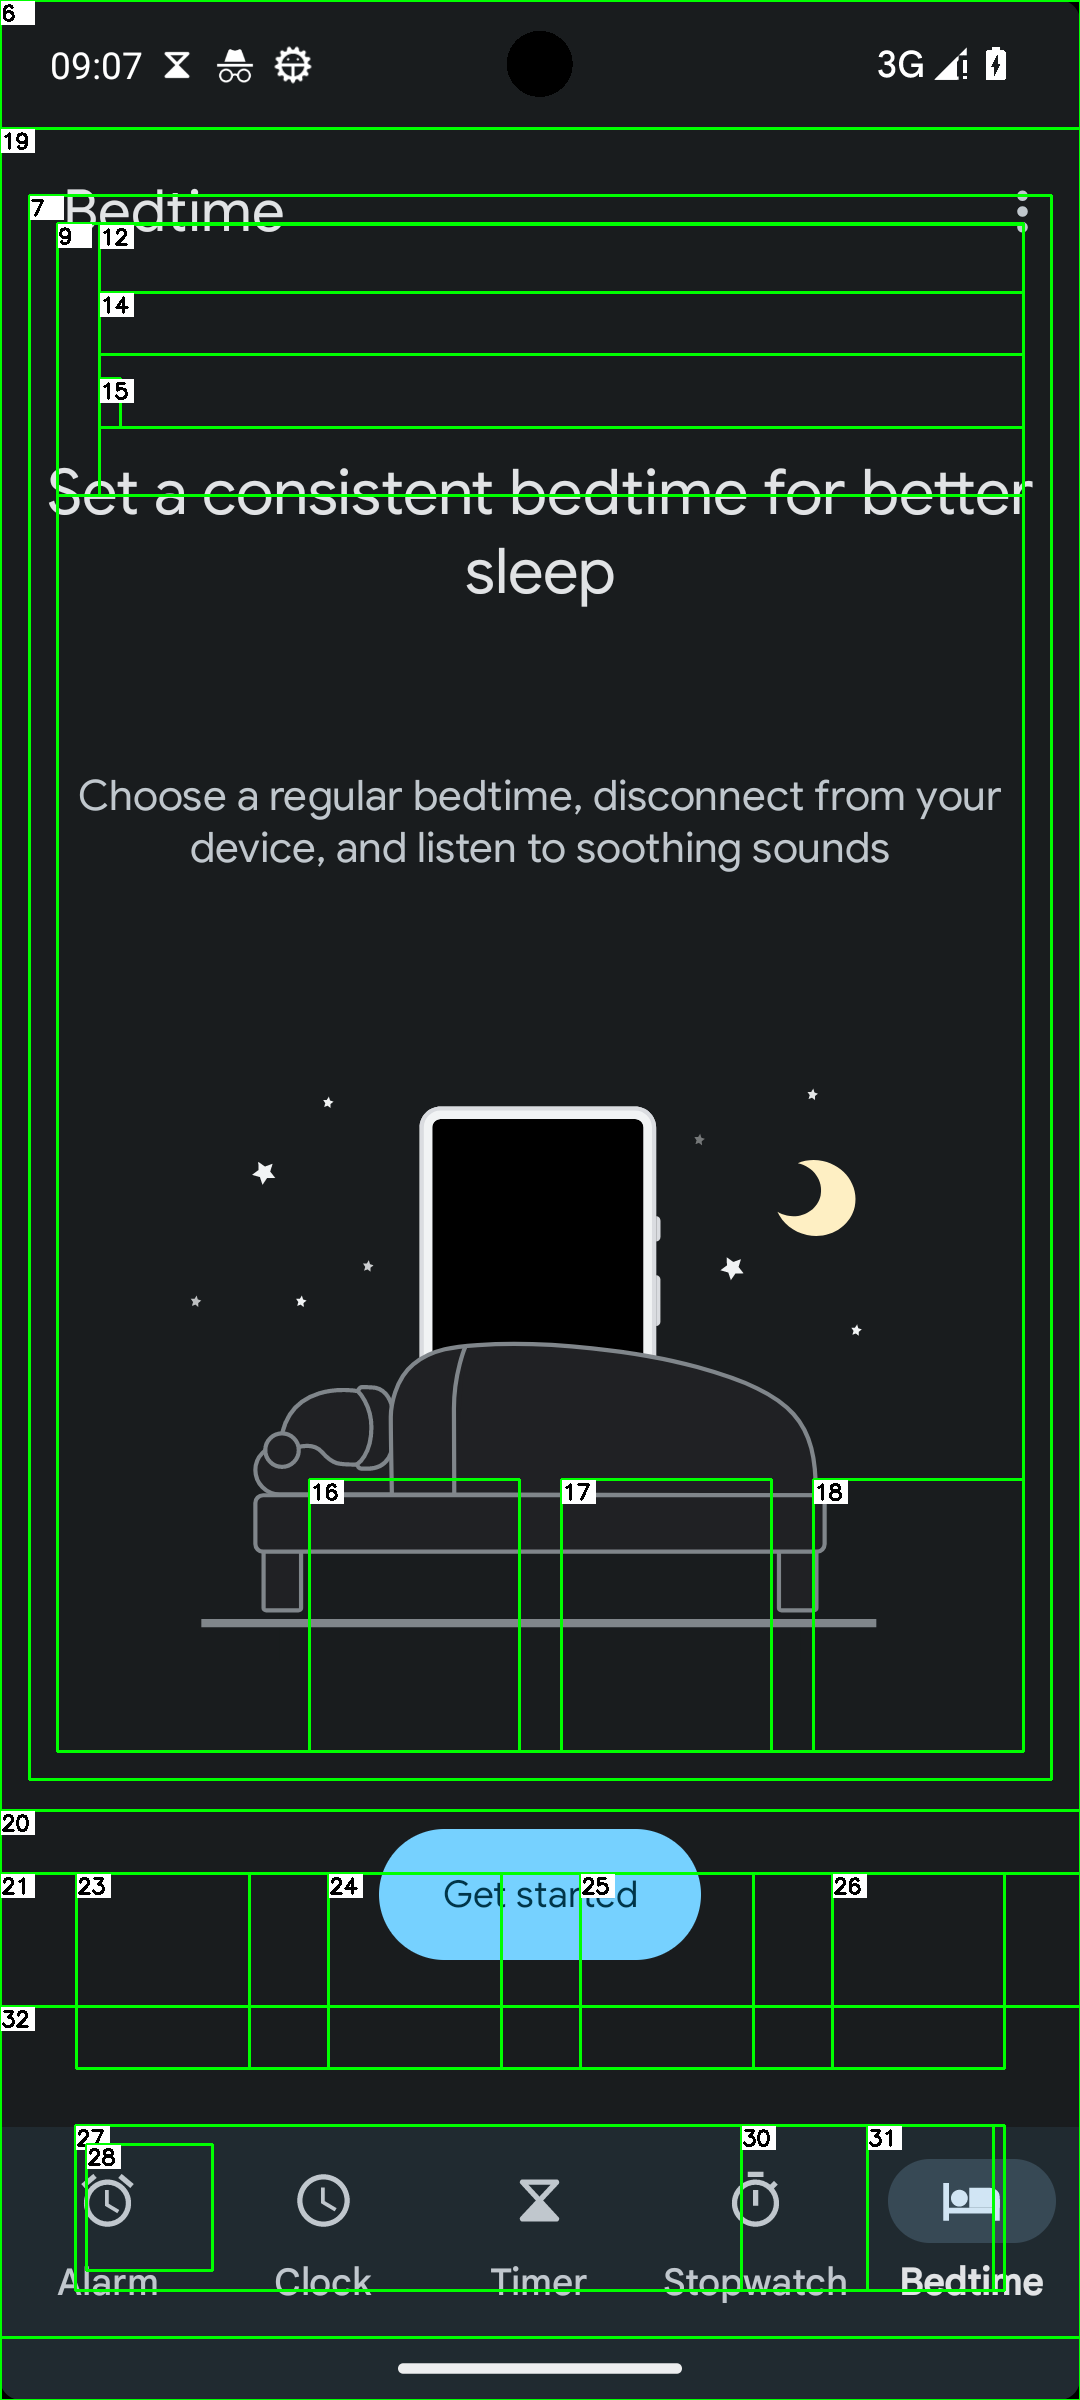 6
09:07
3G
19
7 Bedtime
9 12
14
15
Set a consistent bedtime for better
sleep
Choose a regular bedtime, disconnect from your
device, and listen to soothing sounds
16 17 18
20
Get started
21 23 24 25 26
32
27 30 31
28
Alarm Clock Timer Stopwatch Bedtime